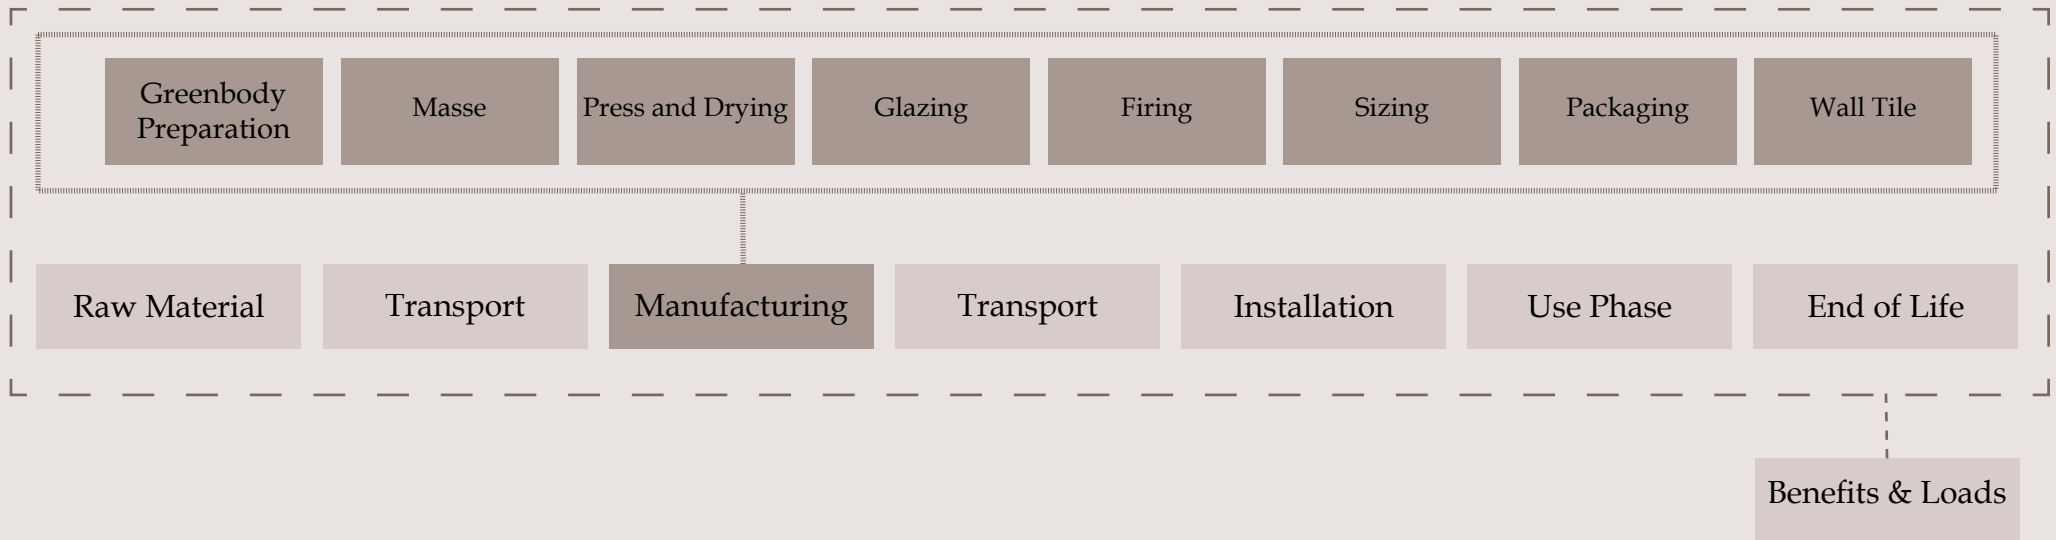 Greenbody
Preparation
Masse
Press and Drying
Glazing
Firing
Sizing
Packaging
Wall Tile
Raw Material
Transport
Manufacturing
Transport
Installation
Use Phase
End of Life
Benefits & Loads